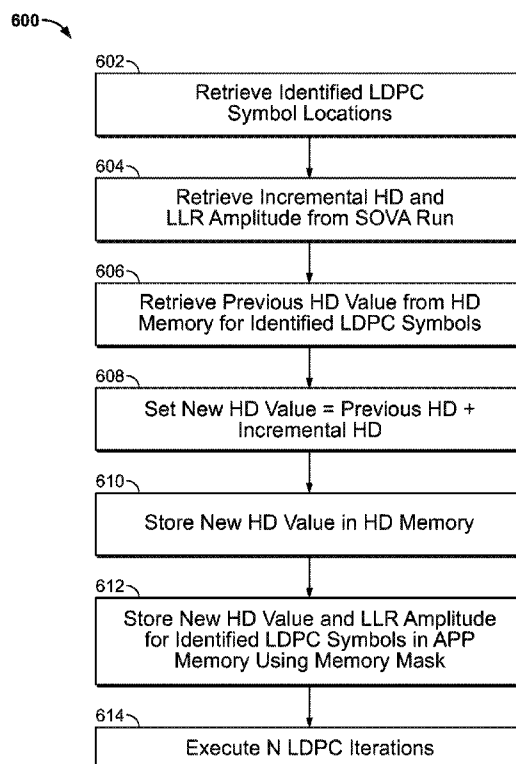 600
602
Retrieve Identified LDPC
Symbol Locations
604
Retrieve Incremental HD and
LLR Amplitude from SOVA Run
606
Retrieve Previous HD Value from HD
Memory for Identified LDPC Symbols
608
Set New HD Value = Previous HD +
Incremental HD
610
Store New HD Value in HD Memory
612
Store New HD Value and LLR Amplitude
for Identified LDPC Symbols in APP
Memory Using Memory Mask
614
Execute N LDPC Iterations